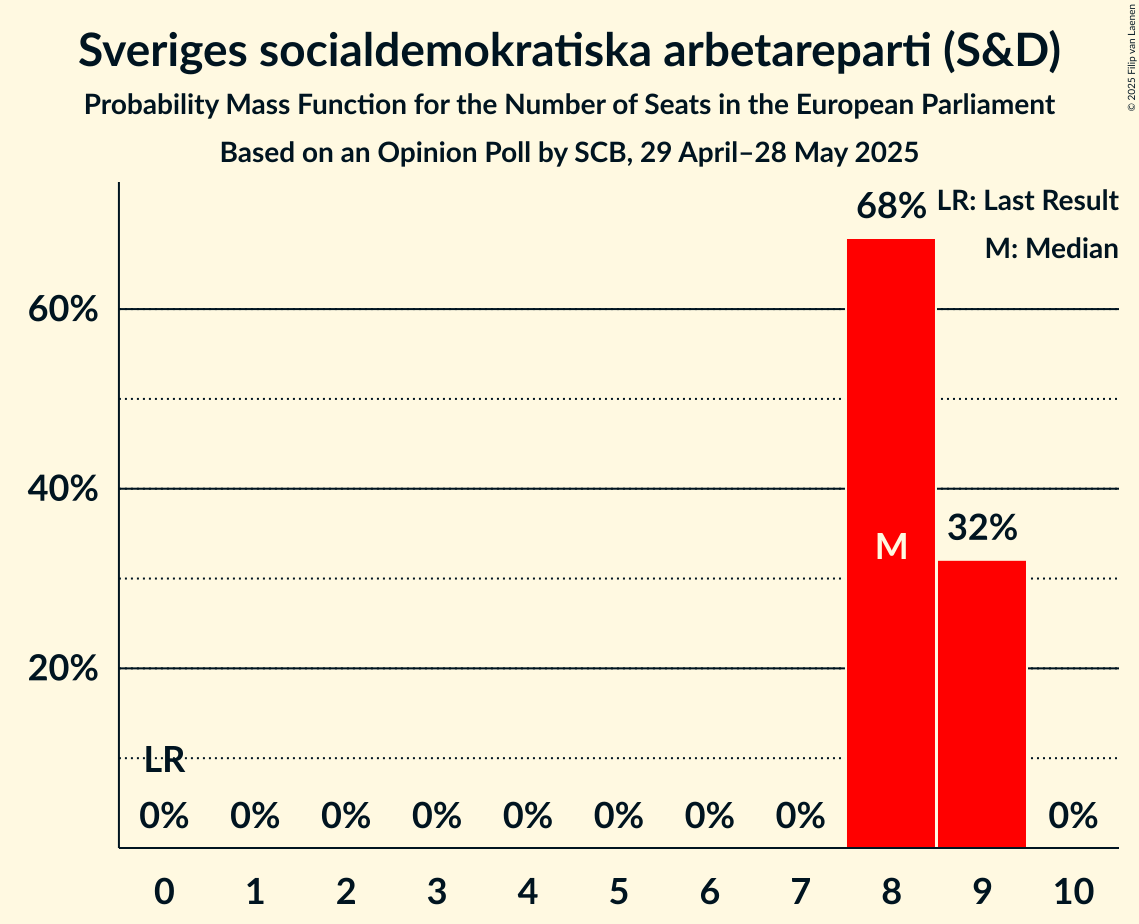 Sveriges socialdemokratiska arbetareparti (S&D)
Probability Mass Function for the Number of Seats in the European Parliament
Based on an Opinion Poll by SCB, 29 April–28 May 2025
© 2025 Filip van Laenen
68%
LR: Last Result
M: Median
60%
40%
32%
M
20%
LR
0% 0% 0% 0% 0% 0% 0% 0% 0%
0 1 2 3 4 5 6 7 8 9 10